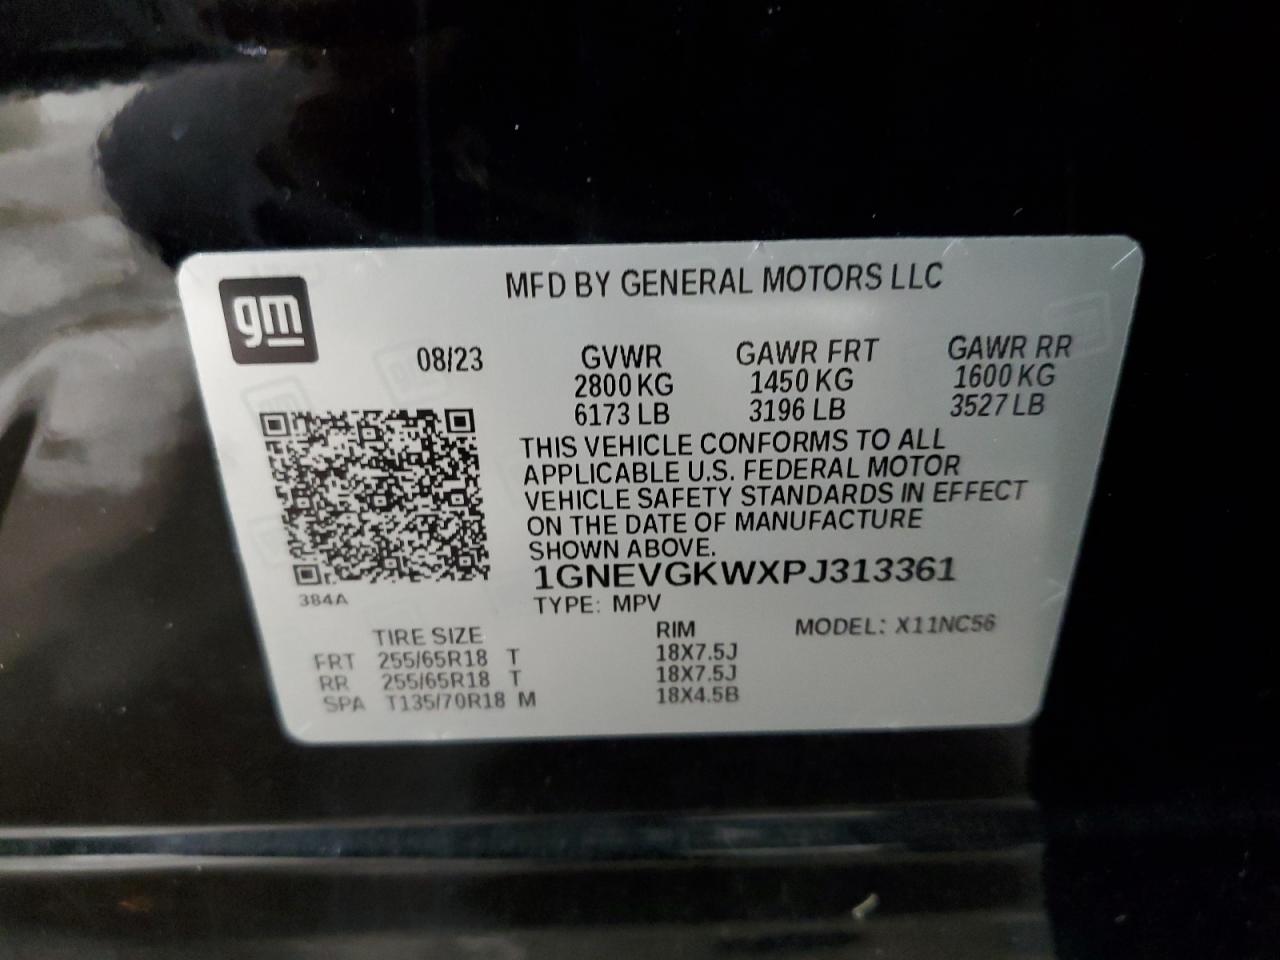 gm
MFD BY GENERAL MOTORS LLC
08/23 GVWR GAWR FRT GAWR RR
2800 KG 1450 KG 1600 KG
6173 LB 3196 LB 3527 LB
THIS VEHICLE CONFORMS TO ALL
APPLICABLE U.S. FEDERAL MOTOR
VEHICLE SAFETY STANDARDS IN EFFECT
ON THE DATE OF MANUFACTURE
SHOWN ABOVE.
1GNEVGKWXPJ313361
384A
TYPE: MPV
TIRE SIZE RIM MODEL: X11NC56
FRT 255/65R18 T 18X7.5J
RR 255/65R18 T 18X7.5J
SPA T135/70R18 M 18X4.5B